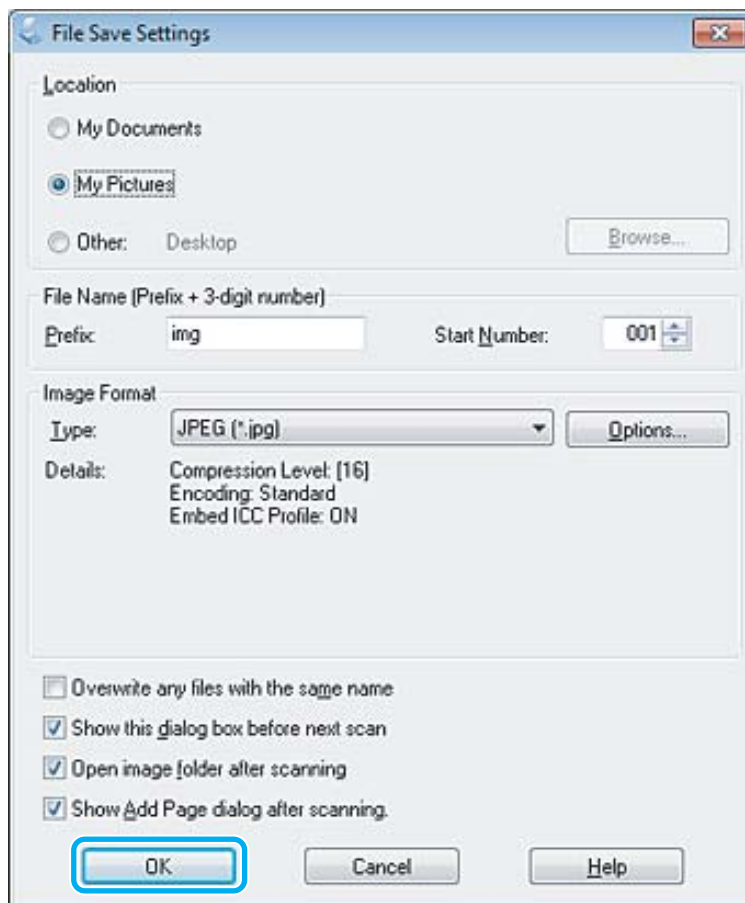 File Save Settings
Location
My Documents
My Pictures
Other: Desktop Browse...
File Name (Prefix + 3-digit number)
Prefix: img Start Number: 001
Image Format
Type: JPEG (*.jpg) Options...
Details: Compression Level: [16]
Encoding: Standard
Embed ICC Profile: ON
Overwrite any files with the same name
Show this dialog box before next scan
Open image folder after scanning
Show Add Page dialog after scanning.
OK Cancel Help